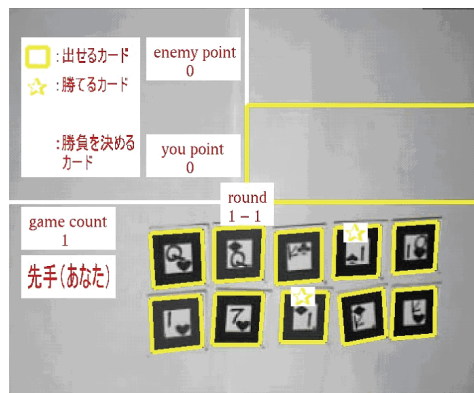 :出せるカード
:勝てるカード
:勝負を決める
カード
enemy point
0
you point
0
round
1 − 1
game count
1
先手(あなた)
Q
Q
1
7